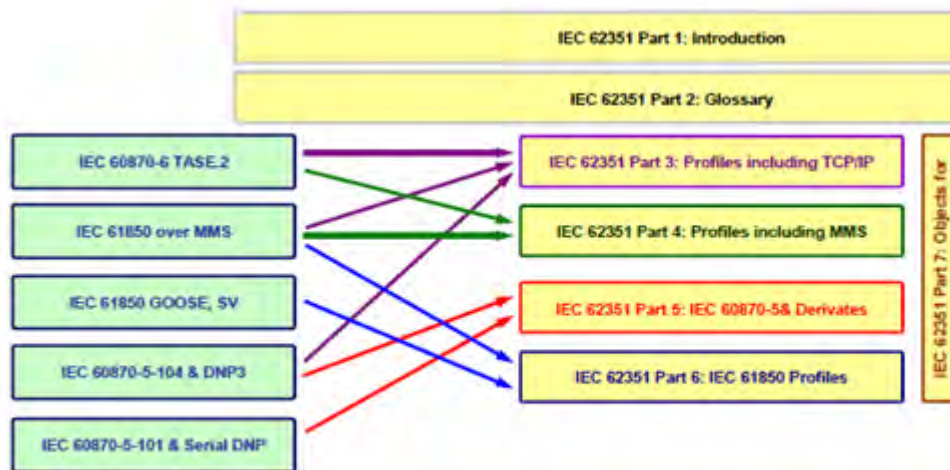 IEC 62351 Part 1: Introduction
IEC 62351 Part 2: Glossary
IEC 60870-6 TASE.2
IEC 62351 Part 3: Profiles including TCP/IP
IEC 61850 over MMS
IEC 62351 Part 4: Profiles including MMS
IEC 61850 GOOSE, SV
IEC 62351 Part 5: IEC 60870-5& Derivates
IEC 60870-5-104 & DNP3
IEC 62351 Part 6: IEC 61850 Profiles
IEC 60870-5-101 & Serial DNP
IEC 62351 Part 7: Objects for